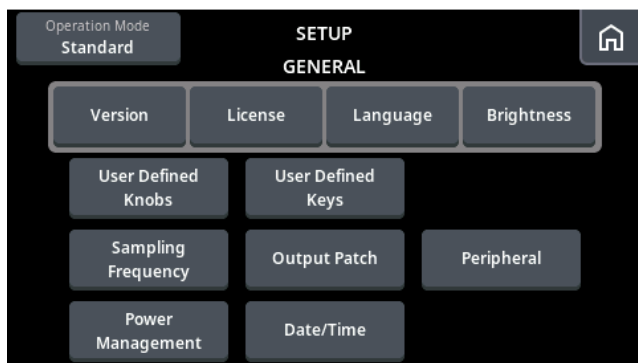 Operation Mode
Standard
SETUP
GENERAL
Version
License
Language
Brightness
User Defined
Knobs
User Defined
Keys
Sampling
Frequency
Output Patch
Peripheral
Power
Management
Date/Time